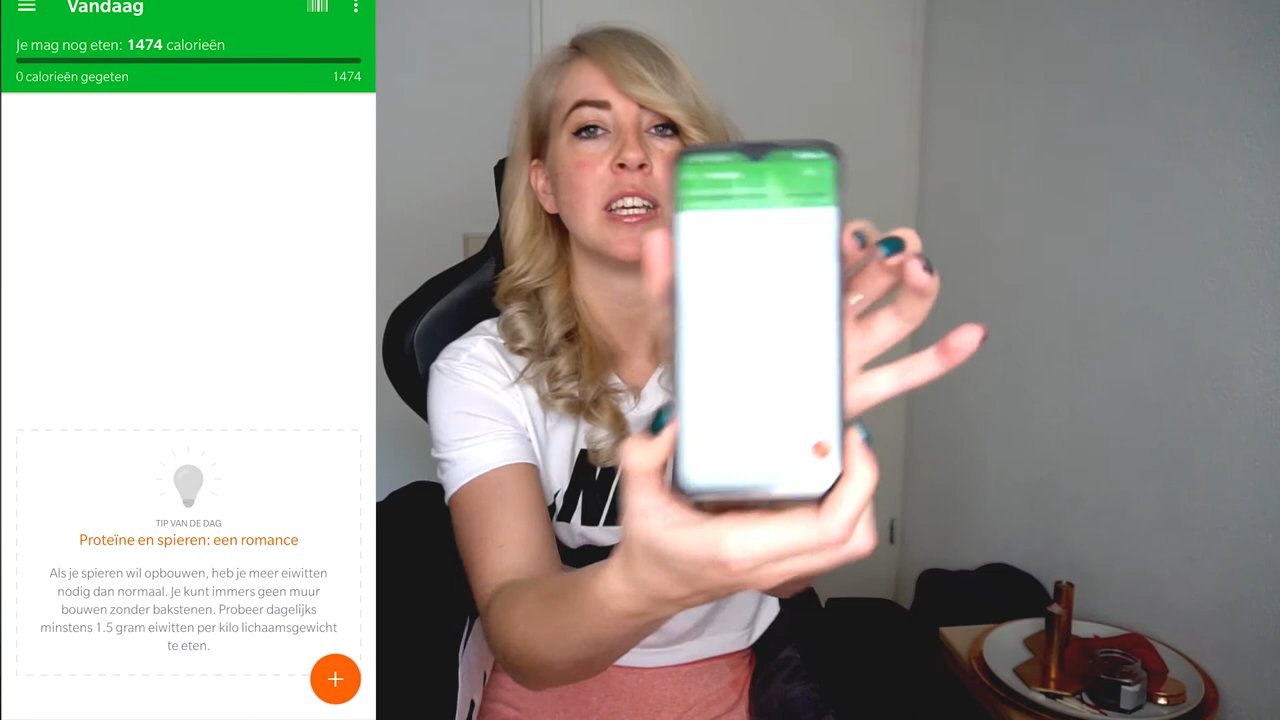 Vandaag
Je mag nog eten: 1474 calorieën
0 calorieën gegeten
1474
TIP VAN DE DAG
Proteïne en spieren: een romance
Als je spieren wil opbouwen, heb je meer eiwitten
nodig dan normaal. Je kunt immers geen muur
bouwen zonder bakstenen. Probeer dagelijks
minstens 1.5 gram eiwitten per kilo lichaamsgewicht
te eten.